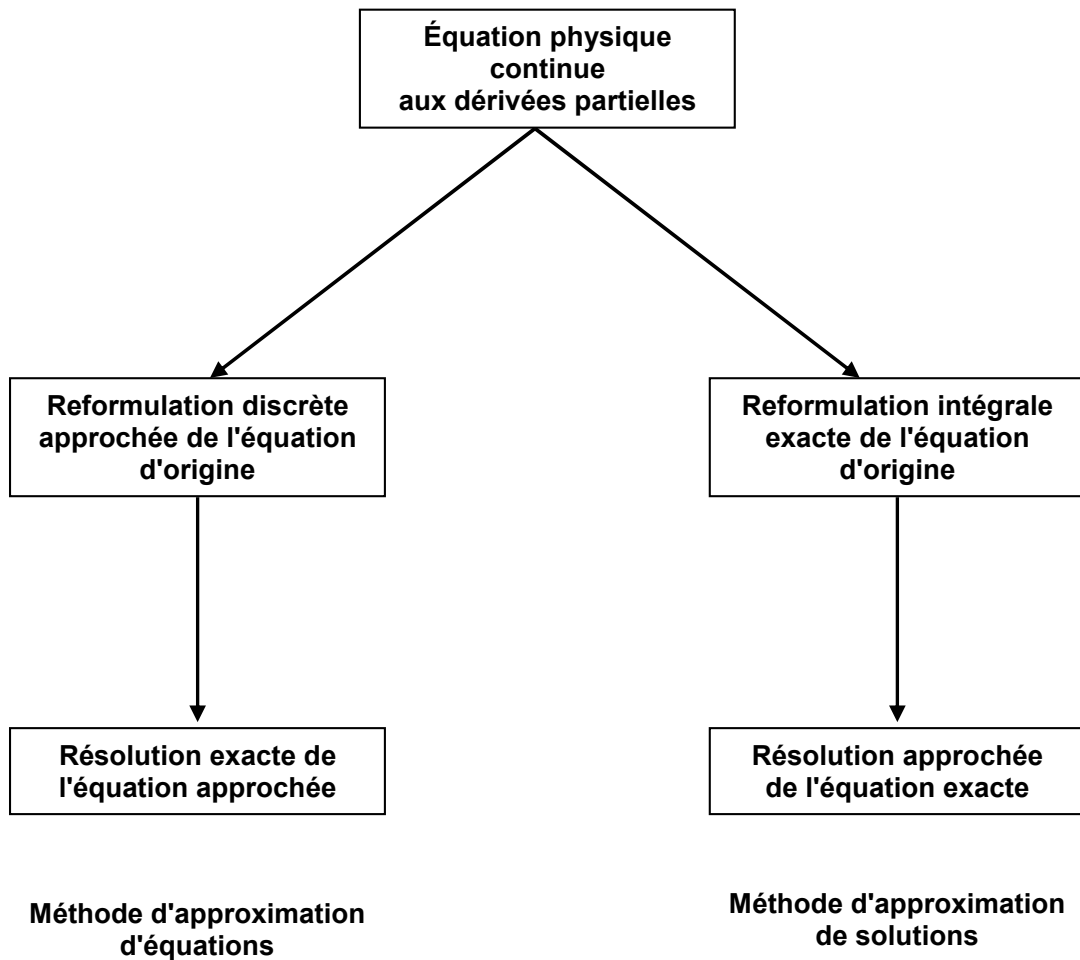 Équation physique
continue
aux dérivées partielles
Reformulation discrète
approchée de l'équation
d'origine
Reformulation intégrale
exacte de l'équation
d'origine
Résolution exacte de
l'équation approchée
Résolution approchée
de l'équation exacte
Méthode d'approximation
d'équations
Méthode d'approximation
de solutions